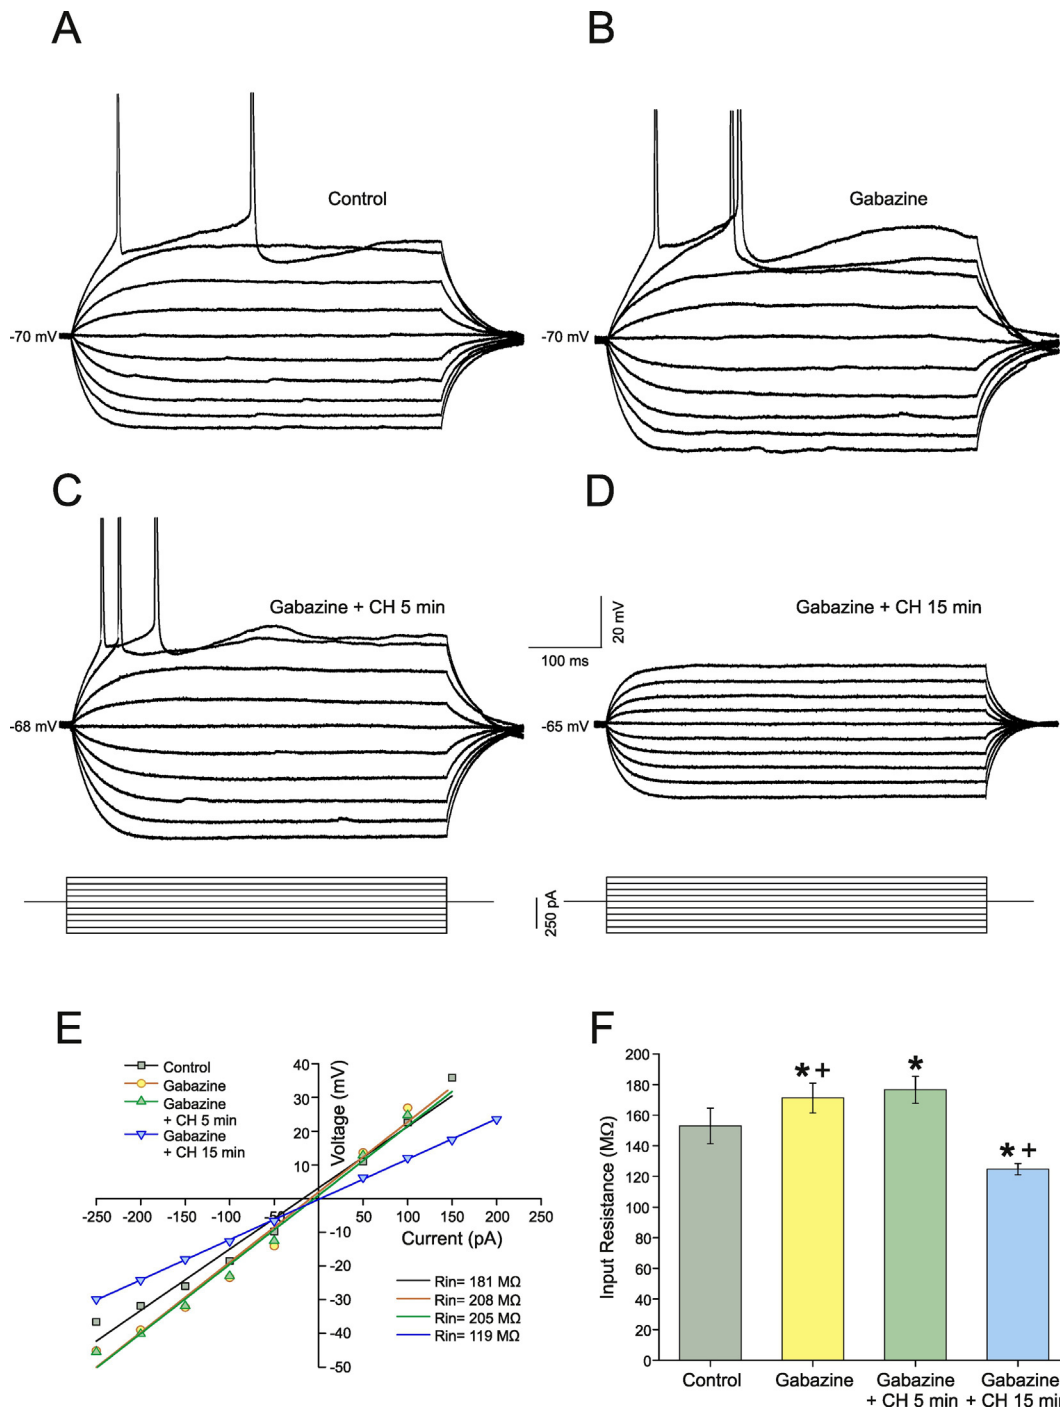 A
B
Control
Gabazine
-70 mV
-70 mV
C
D
Gabazine + CH 5 min
Gabazine + CH 15 min
20 mV
100 ms
-68 mV
-65 mV
250 pA
E
F
Control
Gabazine
Gabazine
+ CH 5 min
Gabazine
+ CH 15 min
Voltage (mV)
40
30
20
10
-10
-20
-30
-40
-50
-250 -200 -150 -100 -50 50 100 150 200 250
Current (pA)
Rin= 181 MΩ
Rin= 208 MΩ
Rin= 205 MΩ
Rin= 119 MΩ
Input Resistance (MΩ)
200
180
160
140
120
100
80
60
40
20
0
*+
*
*+
Control
Gabazine
Gabazine
+ CH 5 min
Gabazine
+ CH 15 min